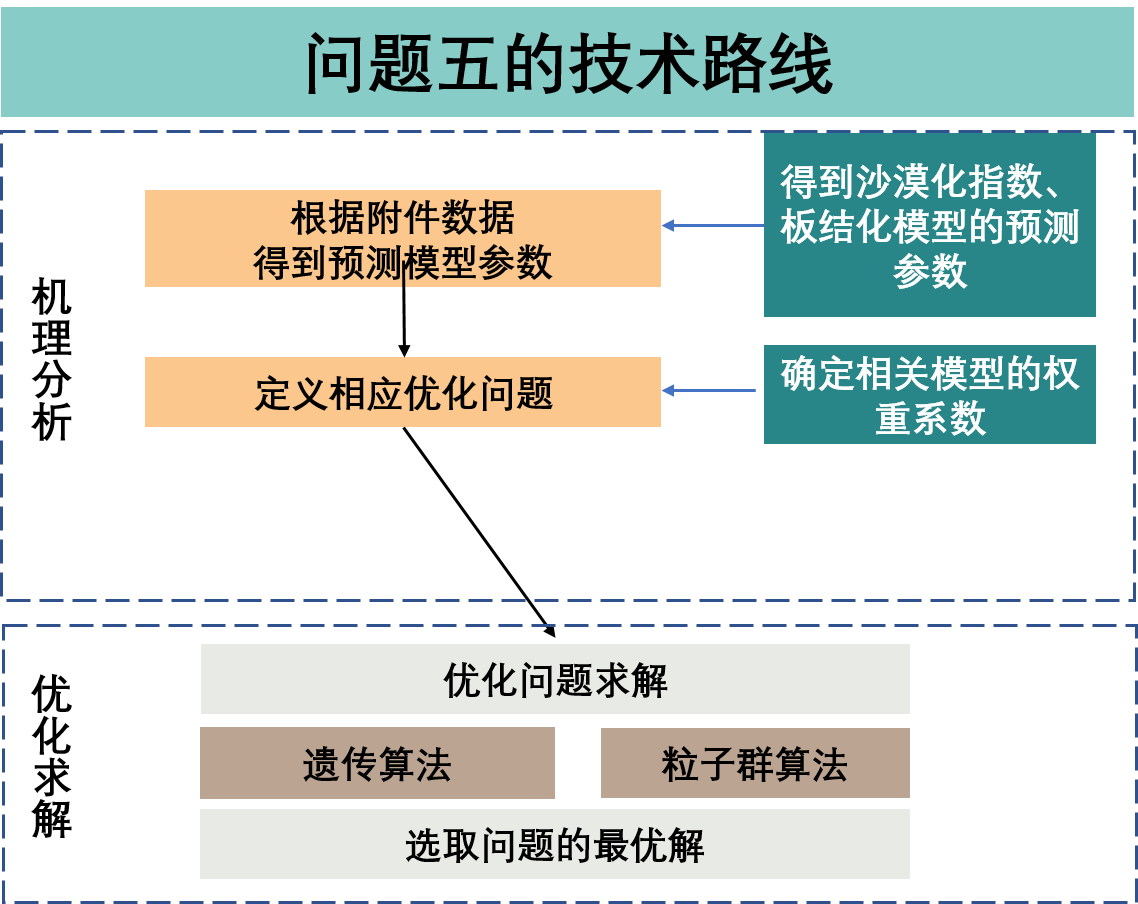 问题五的技术路线
机理分析
根据附件数据
得到预测模型参数
得到沙漠化指数、
板结化模型的预测
参数
定义相应优化问题
确定相关模型的权
重系数
优化求解
优化问题求解
遗传算法
粒子群算法
选取问题的最优解